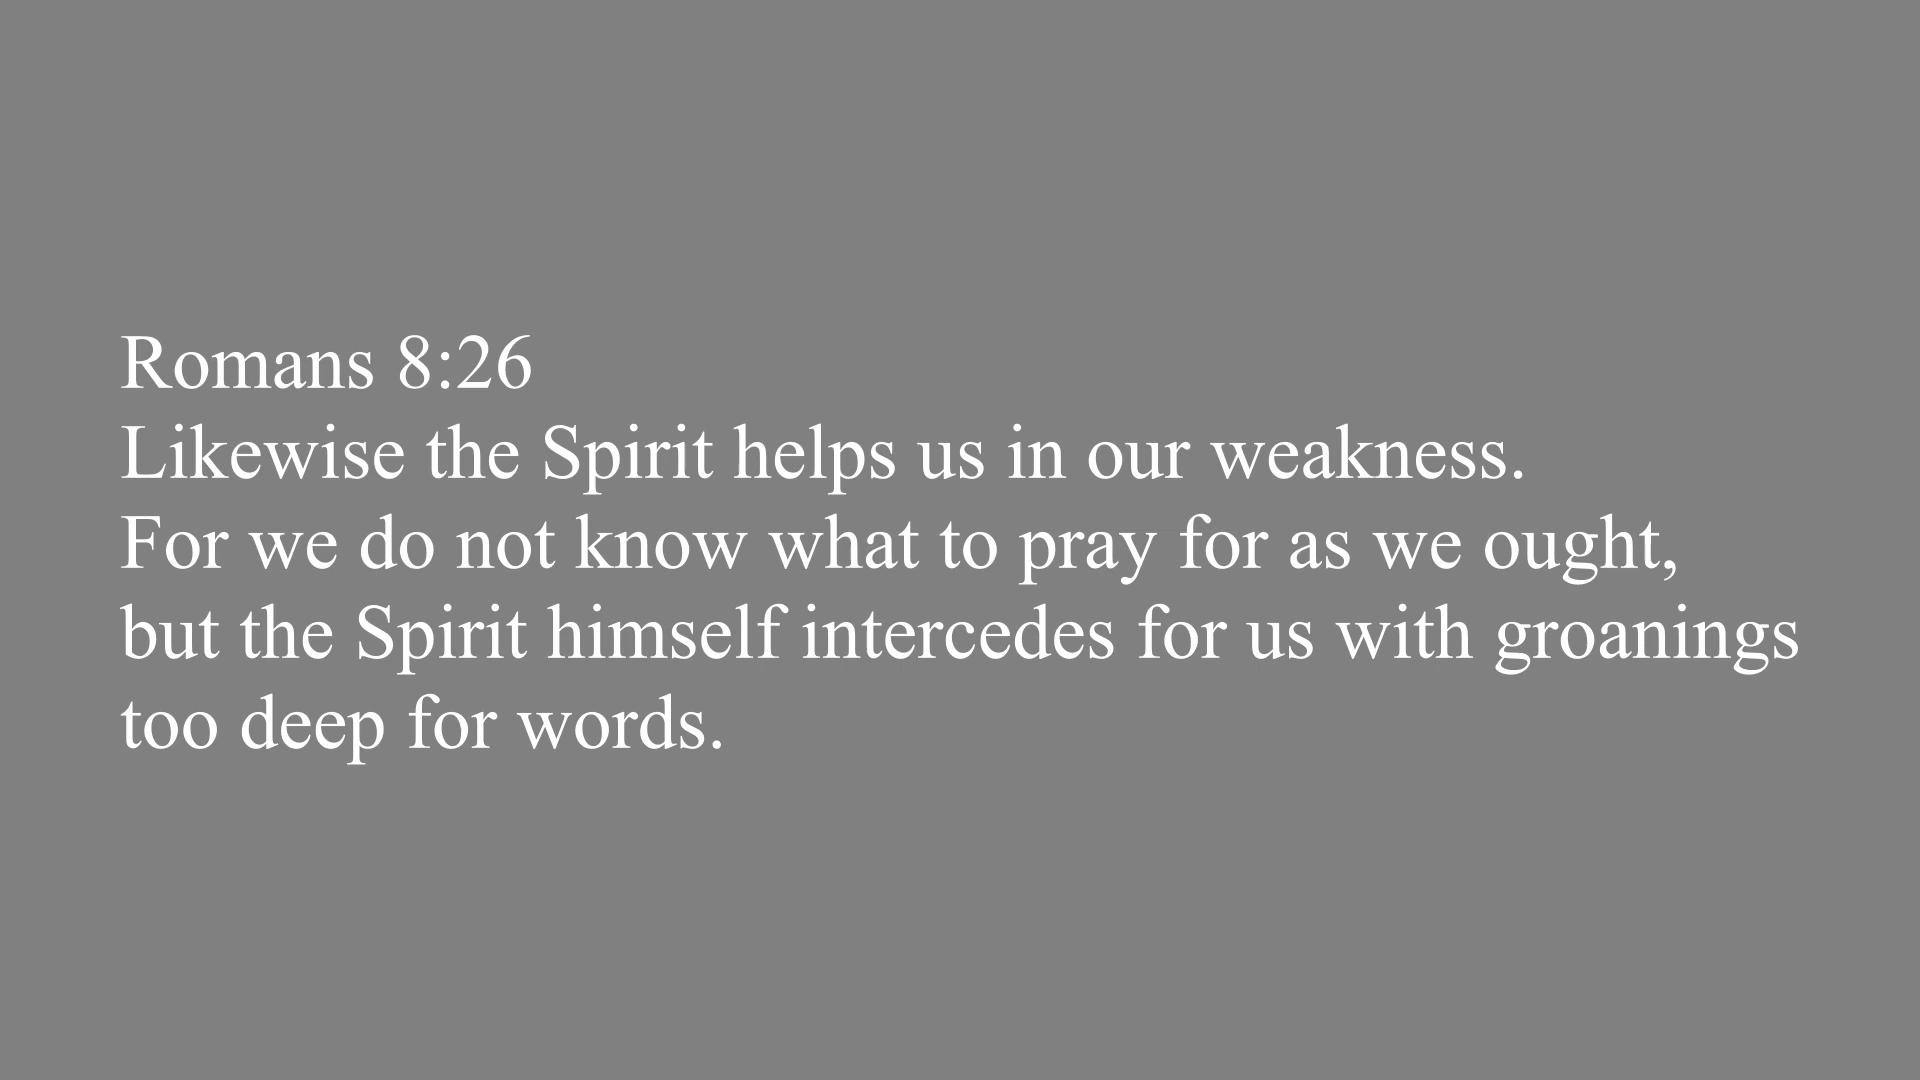 Romans 8:26
Likewise the Spirit helps us in our weakness.
For we do not know what to pray for as we ought,
but the Spirit himself intercedes for us with groanings
too deep for words.